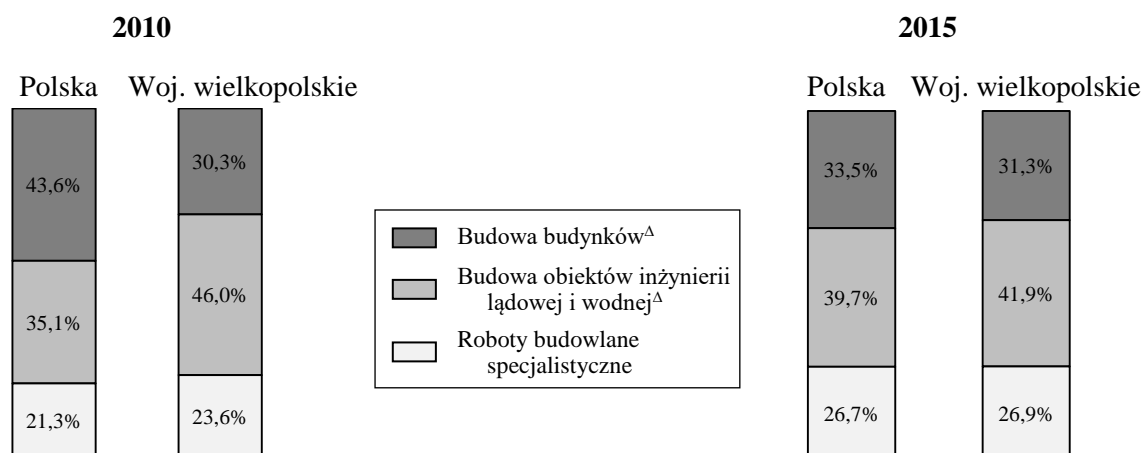 2010
2015
Polska Woj. wielkopolskie
Polska Woj. wielkopolskie
43,6%
30,3%
35,1%
46,0%
21,3%
23,6%
Budowa budynków^Δ
Budowa obiektów inżynierii
lądowej i wodnej^Δ
Roboty budowlane
specjalistyczne
33,5%
31,3%
39,7%
41,9%
26,7%
26,9%